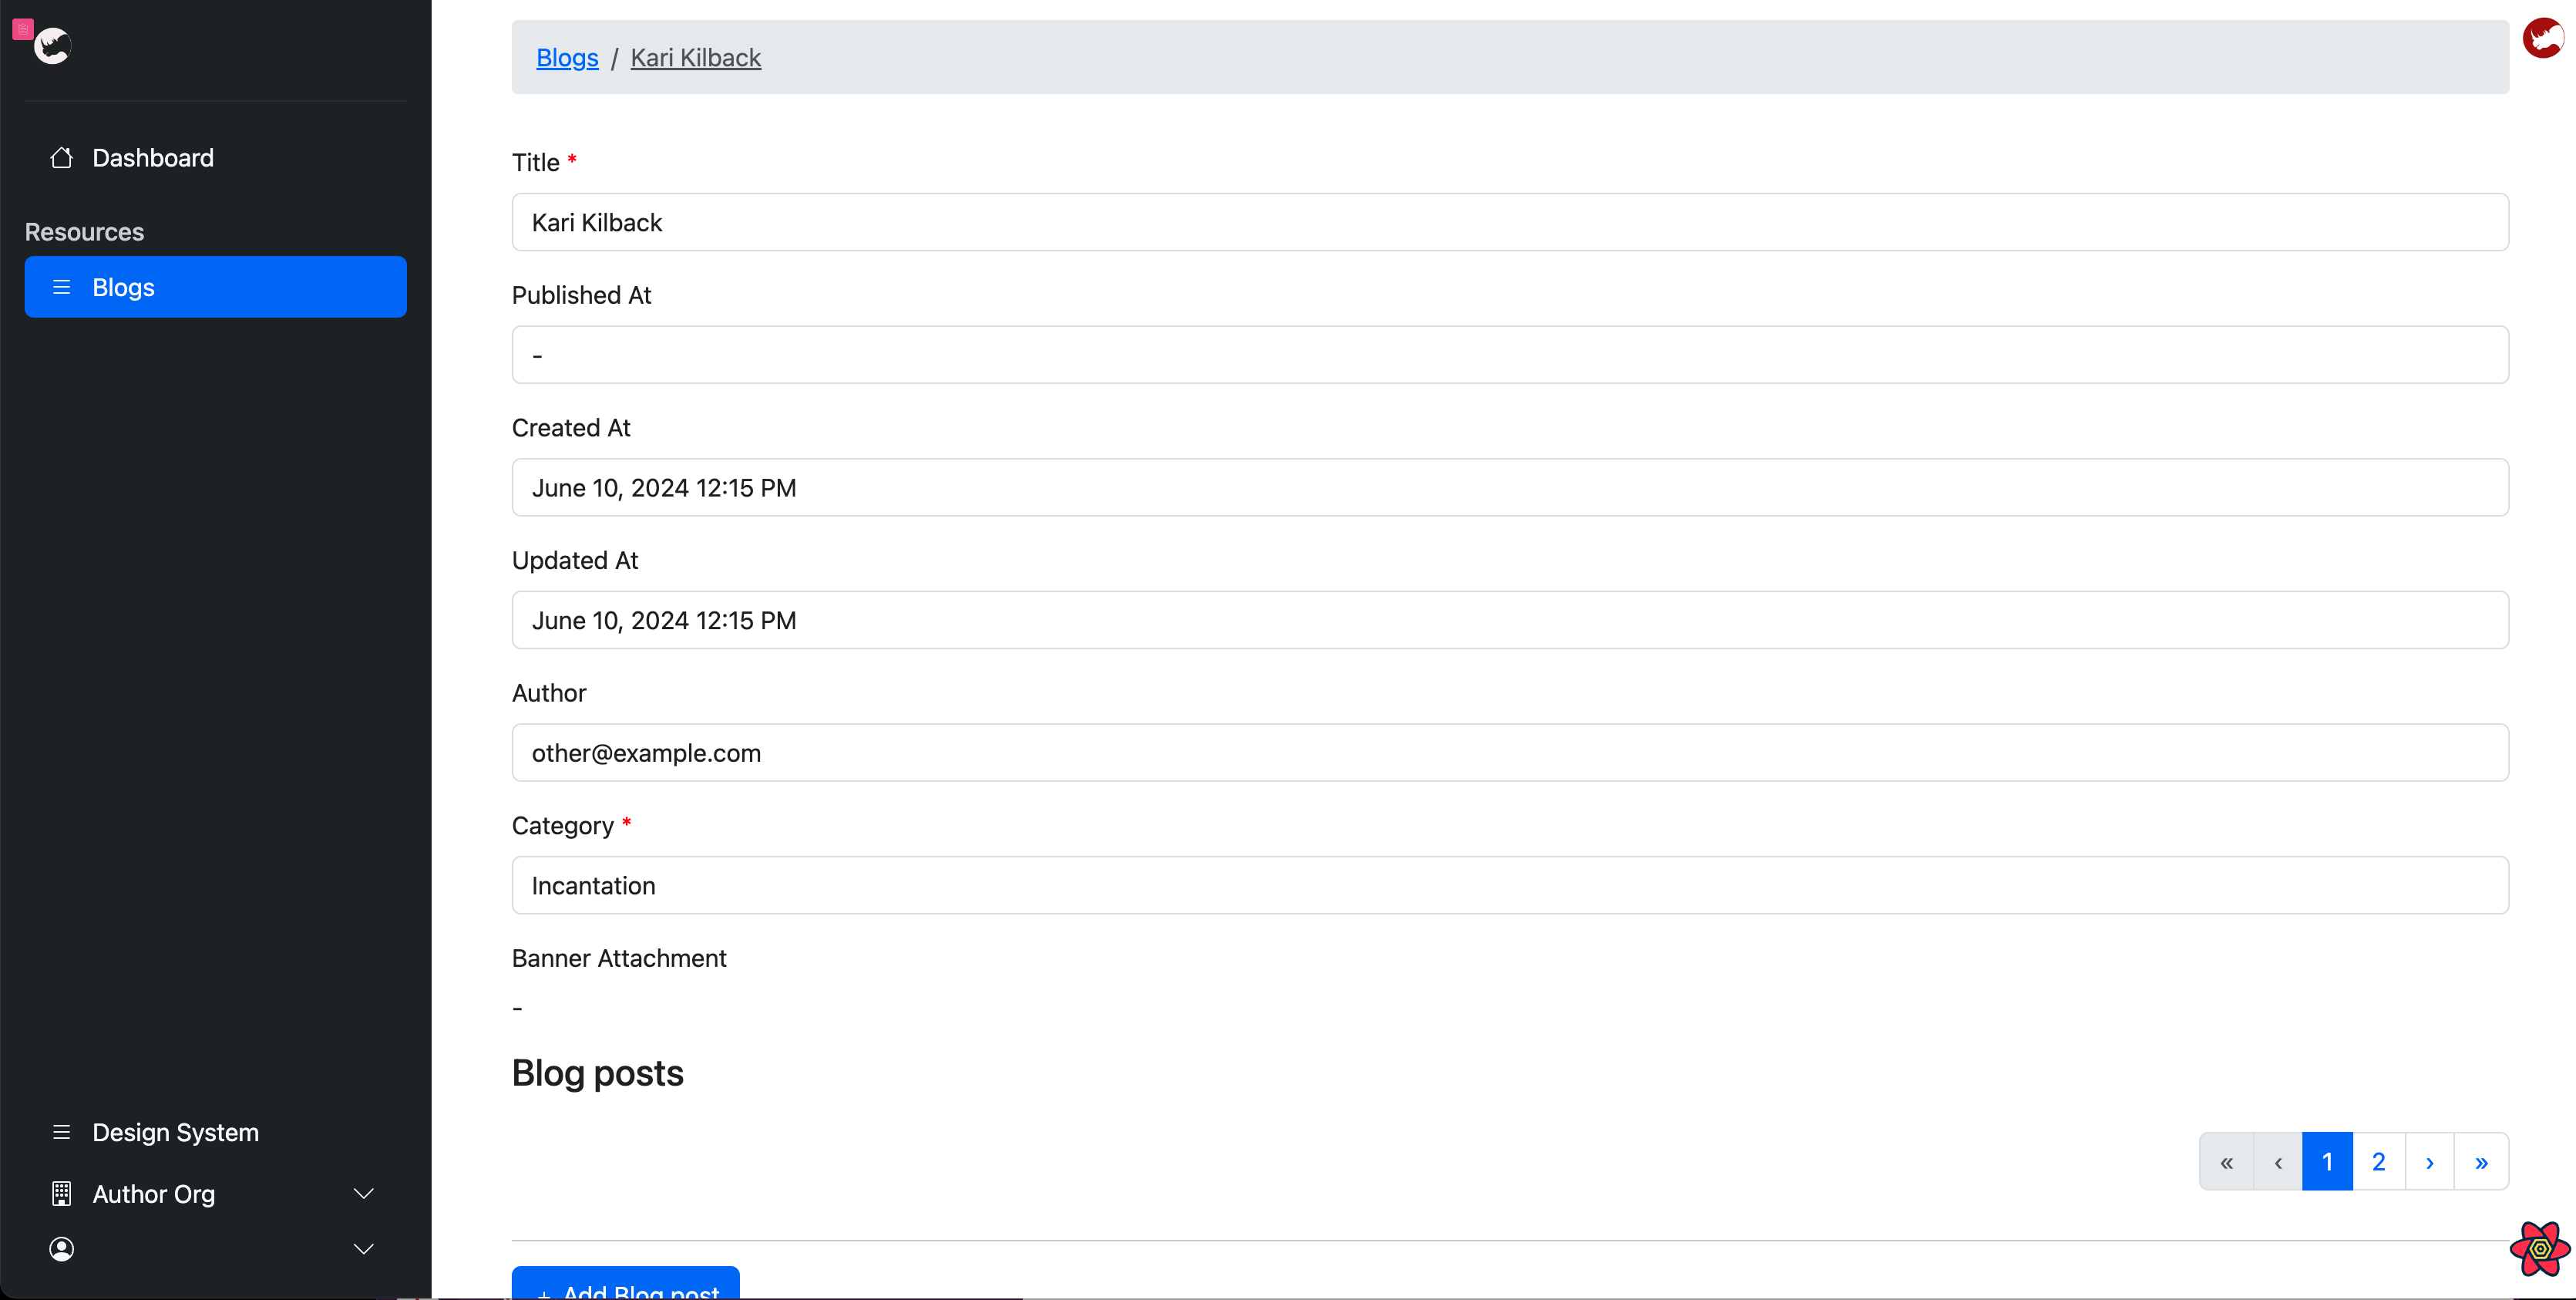 Blogs / Kari Kilback
Dashboard
Resources
Blogs
Title *
Kari Kilback
Published At
-
Created At
June 10, 2024 12:15 PM
Updated At
June 10, 2024 12:15 PM
Author
other@example.com
Category *
Incantation
Banner Attachment
-
Blog posts
« ‹ 1 2 › »
+ Add Blog post
Design System
Author Org